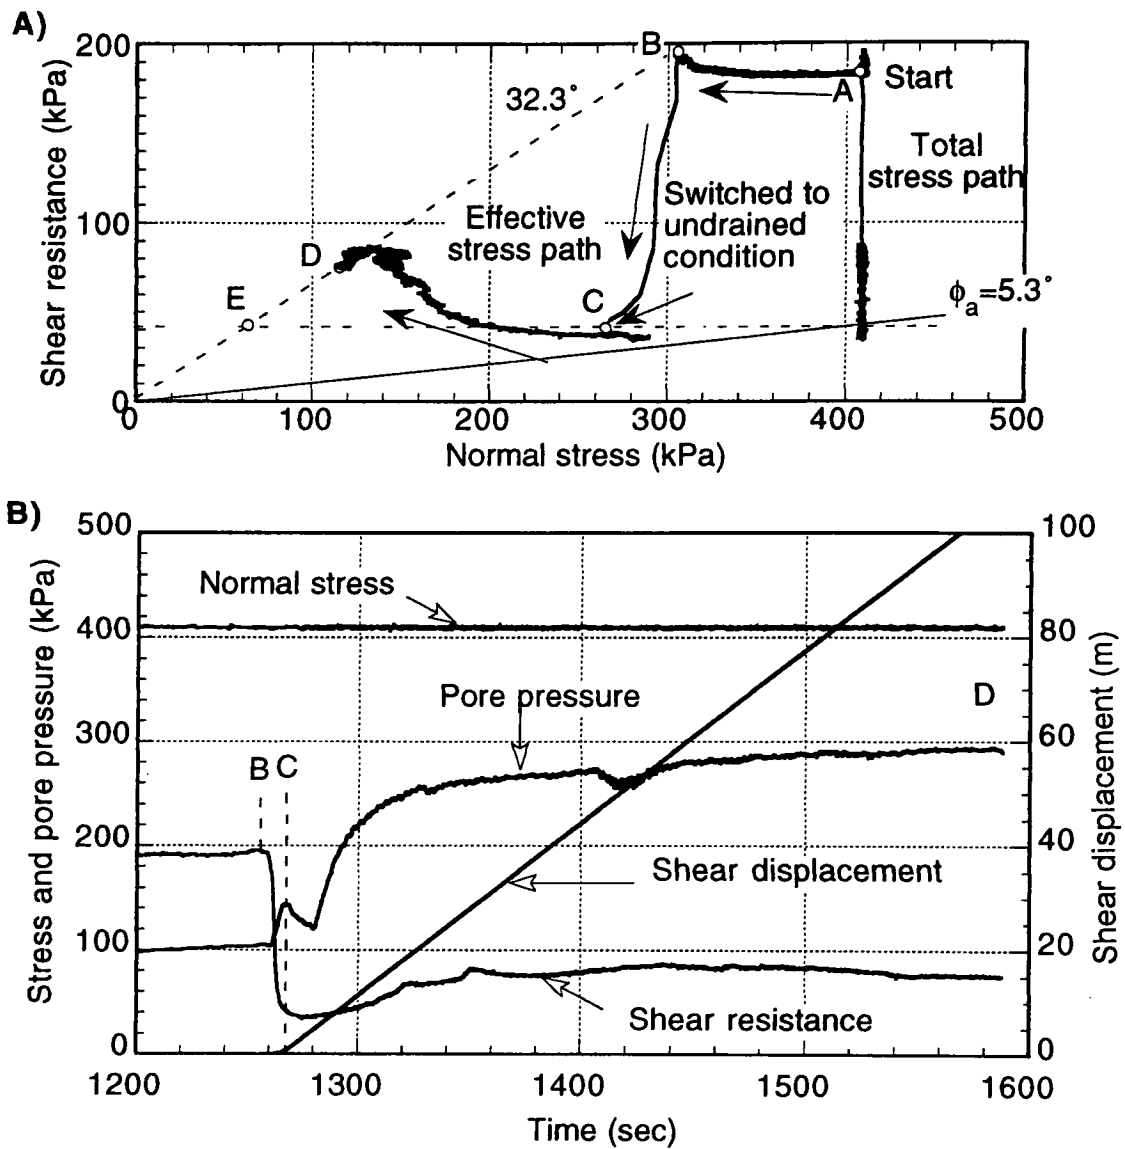 A)
200
B
Shear resistance (kPa)
32.3°
A
Start
Total
stress path
Switched to
undrained
condition
Effective
stress path
100
D
E
C
ϕa=5.3°
0
0
100
200
300
400
500
Normal stress (kPa)
B)
500
100
Stress and pore pressure (kPa)
Shear displacement (m)
Normal stress
400
80
Pore pressure
D
300
60
B
C
200
40
Shear displacement
100
20
Shear resistance
0
0
1200
1300
1400
1500
1600
Time (sec)